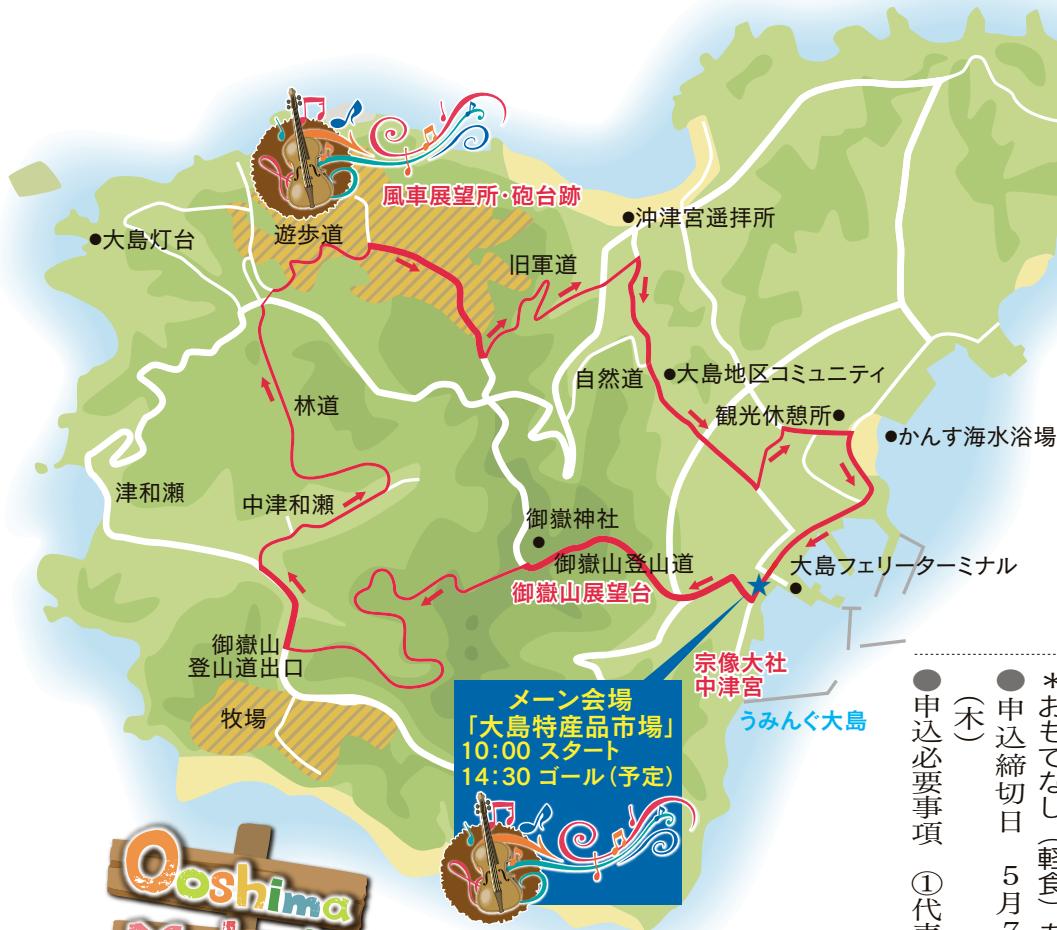 風車展望所・砲台跡
●沖津宮遥拝所
●大島灯台
遊歩道
旧軍道
自然道
●大島地区コミュニティ
林道
観光休憩所●
●かんす海水浴場
津和瀬
中津和瀬
御嶽神社
●
御嶽山登山道
大島フェリーターミナル
●
御嶽山展望台
御嶽山
登山道出口
宗像大社
中津宮
牧場
うみんぐ大島
メーン会場
「大島特産品市場」
10:00 スタート
14:30 ゴール(予定)
＊おもてなし（軽食）
●申込締切日　５月７
（木）
●申込必要事項　①代表
Ooshima